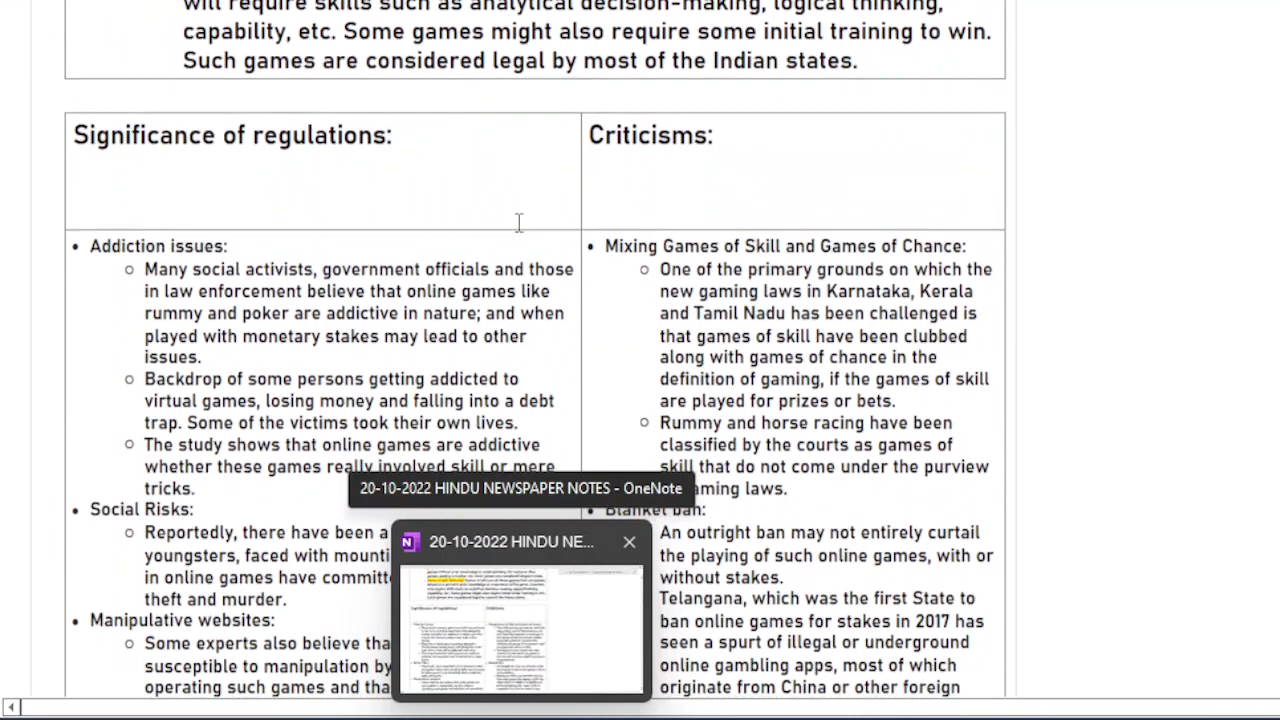 will require skills such as analytical decision-making, logical thinking,
capability, etc. Some games might also require some initial training to win.
Such games are considered legal by most of the Indian states.
Significance of regulations:
• Addiction issues:
○ Many social activists, government officials and those
in law enforcement believe that online games like
rummy and poker are addictive in nature; and when
played with monetary stakes may lead to other
issues.
○ Backdrop of some persons getting addicted to
virtual games, losing money and falling into a debt
trap. Some of the victims took their own lives.
○ The study shows that online games are addictive
whether these games really involved skill or mere
tricks.
• Social Risks:
○ Reportedly, there have been a
youngsters, faced with
in online games have
theft and murder.
• Manipulative websites:
○ Some experts also believe
susceptible to manipulation by
operating such games and
Criticisms:
• Mixing Games of Skill and Games of Chance:
○ One of the primary grounds on which the
new gaming laws in Karnataka, Kerala
and Tamil Nadu has been challenged is
that games of skill have been clubbed
along with games of chance in the
definition of gaming, if the games of skill
are played for prizes or bets.
○ Rummy and horse racing have been
classified by the courts as games of
skill that do not come under the purview
laws.
• Blanket ban:
An outright ban may not entirely curtail
the playing of such online games, with or
without stakes.
Telangana, which was the first State to
ban online games for stakes in 2017 has
seen a spurt of illegal or underground
online gambling apps, most of which
originate from China or other foreign
20-10-2022 HINDU NEWSPAPER NOTES - OneNote
20-10-2022 HINDU NE...